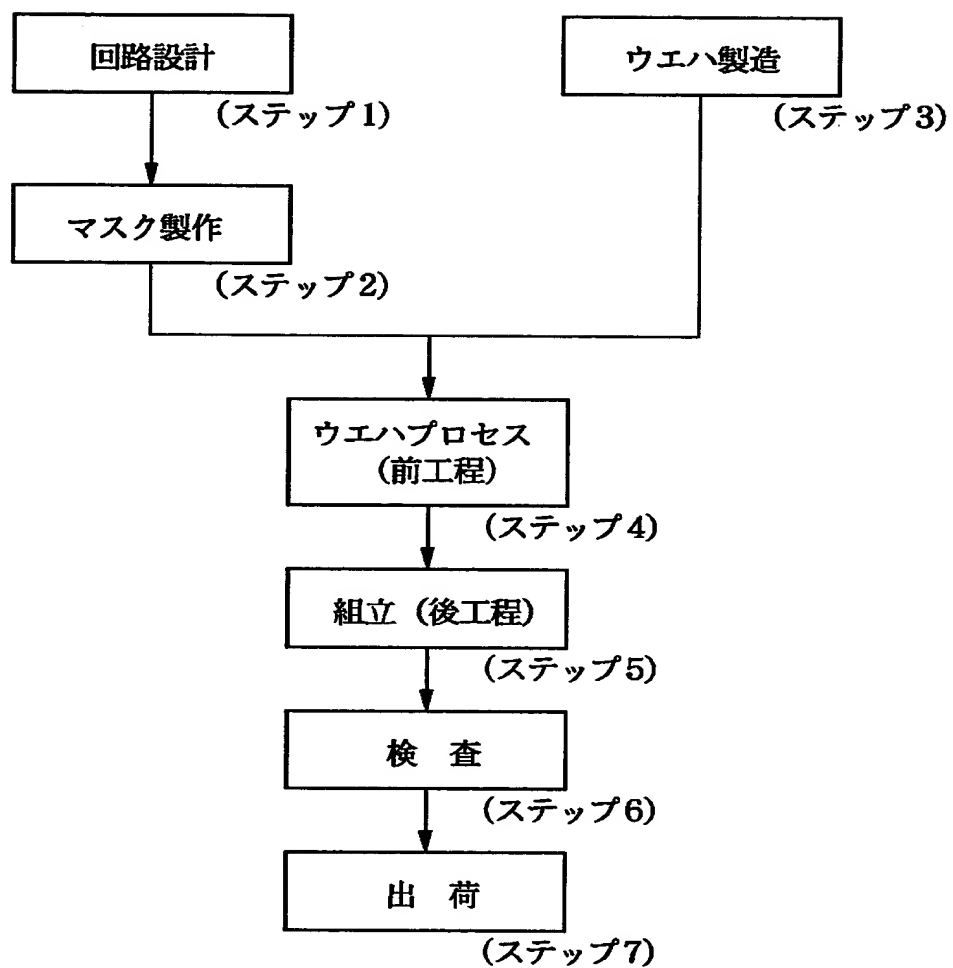 回路設計
(ステップ1)
ウエハ製造
(ステップ3)
マスク製作
(ステップ2)
ウエハプロセス
(前工程)
(ステップ4)
組立(後工程)
(ステップ5)
検 査
(ステップ6)
出 荷
(ステップ7)